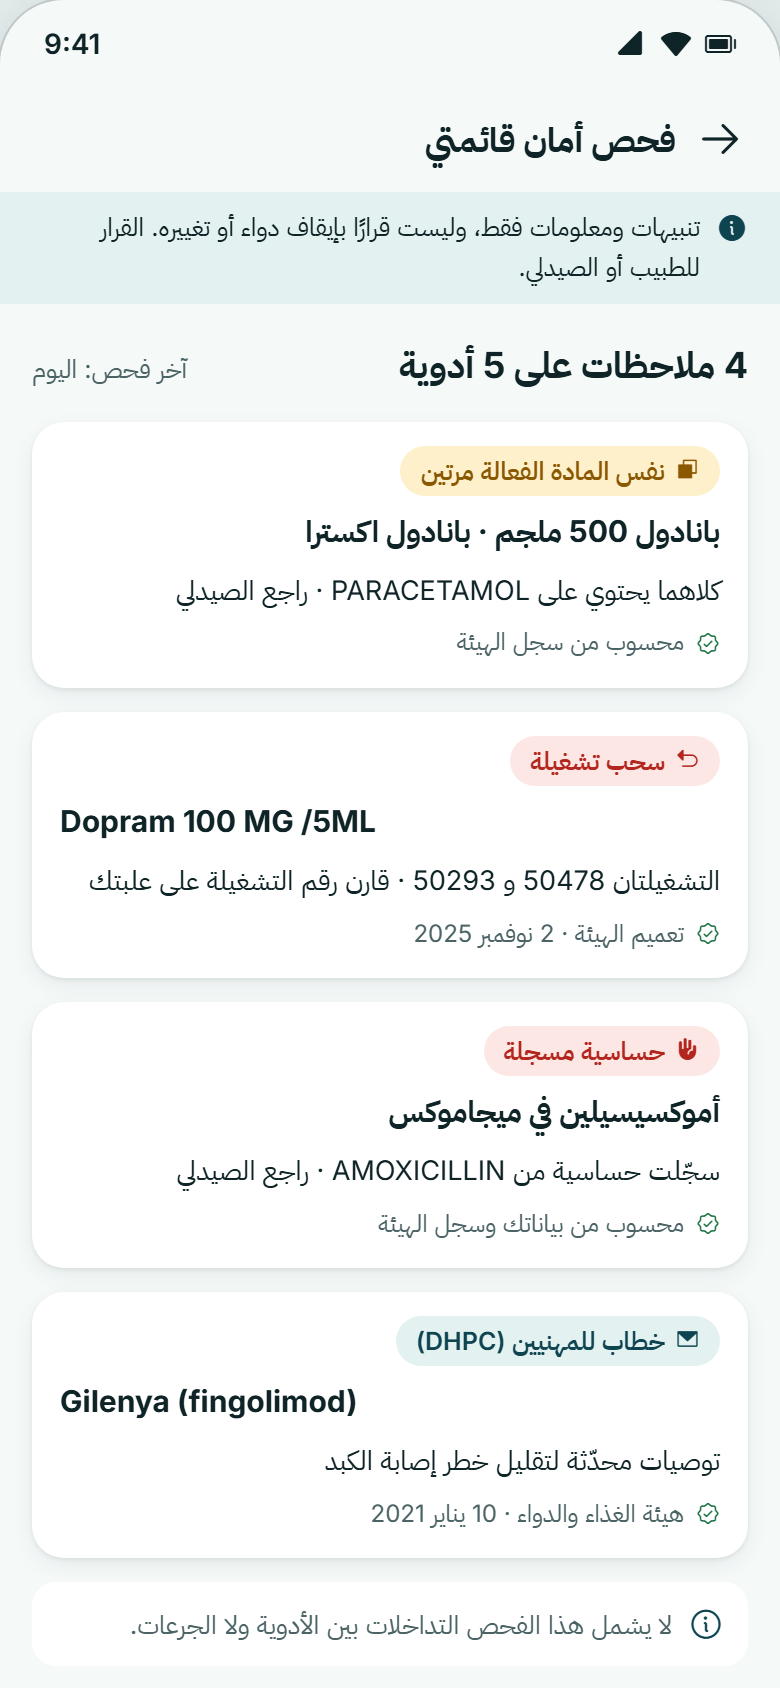 9:41
فحص أمان قائمتي
تنبيهات ومعلومات فقط، وليست قرارًا بإيقاف دواء أو تغييره. القرار
للطبيب أو الصيدلي.
4 ملاحظات على 5 أدوية
آخر فحص: اليوم
نفس المادة الفعالة مرتين
بانادول 500 ملجم · بانادول اكسترا
كلاهما يحتوي على PARACETAMOL · راجع الصيدلي
محسوب من سجل الهيئة
سحب تشغيلة
Dopram 100 MG /5ML
التشغيلتان 50478 و 50293 · قارن رقم التشغيلة على علبتك
تعميم الهيئة · 2 نوفمبر 2025
حساسية مسجلة
أموكسيسيلين في ميجاموكس
سجّلت حساسية من AMOXICILLIN · راجع الصيدلي
محسوب من بياناتك وسجل الهيئة
خطاب للمهنيين (DHPC)
Gilenya (fingolimod)
توصيات محدّثة لتقليل خطر إصابة الكبد
هيئة الغذاء والدواء · 10 يناير 2021
لا يشمل هذا الفحص التداخلات بين الأدوية ولا الجرعات.